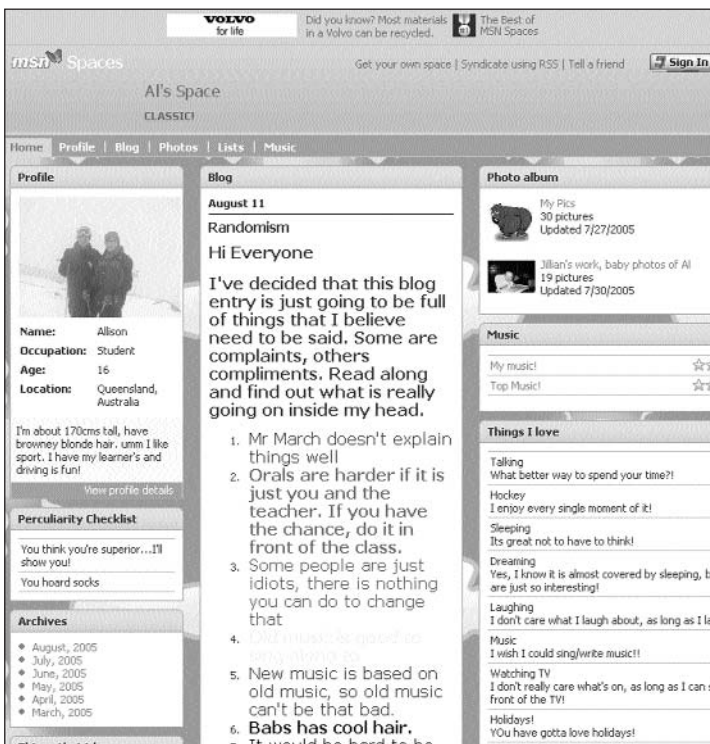 VOLVO
for life
Did you know? Most materials
in a Volvo can be recycled.
The Best of
MSN Spaces
msn Spaces
Get your own space | Syndicate using RSS | Tell a friend
Sign In
Al's Space
CLASSIC!
Home Profile | Blog | Photos | Lists | Music
Profile
Name: Allison
Occupation: Student
Age: 16
Location: Queensland,
Australia
I'm about 170cms tall, have
browney blonde hair. umm I like
sport. I have my learner's and
driving is fun!
View profile details
Perculiarity Checklist
You think you're superior...I'll
show you!
You hoard socks
Archives
August, 2005
July, 2005
June, 2005
May, 2005
April, 2005
March, 2005
Blog
August 11
Randomism
Hi Everyone
I've decided that this blog
entry is just going to be full
of things that I believe
need to be said. Some are
complaints, others
compliments. Read along
and find out what is really
going on inside my head.
1. Mr March doesn't explain
things well
2. Orals are harder if it is
just you and the
teacher. If you have
the chance, do it in
front of the class.
3. Some people are just
idiots, there is nothing
you can do to change
that
4. Old music is good to
sing along to
5. New music is based on
old music, so old music
can't be that bad.
6. Babs has cool hair.
7. It would be hard to be
Photo album
My Pics
30 pictures
Updated 7/27/2005
Jillian's work, baby photos of Al
19 pictures
Updated 7/30/2005
Music
My music!
Top Music!
Things I love
Talking
What better way to spend your time?!
Hockey
I enjoy every single moment of it!
Sleeping
Its great not to have to think!
Dreaming
Yes, I know it is almost covered by sleeping, b
are just so interesting!
Laughing
I don't care what I laugh about, as long as I la
Music
I wish I could sing/write music!!
Watching TV
I don't really care what's on, as long as I can s
front of the TV!
Holidays!
YOu have gotta love holidays!